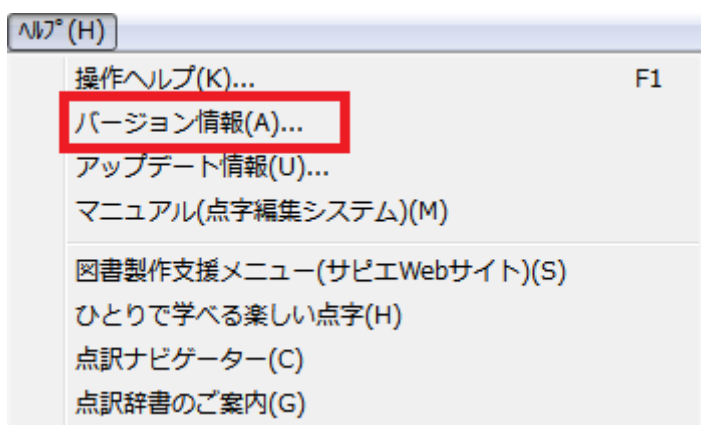 ﾍﾙﾌﾟ(H)
操作ヘルプ(K)... F1
バージョン情報(A)...
アップデート情報(U)...
マニュアル(点字編集システム)(M)
図書製作支援メニュー(サピエWebサイト)(S)
ひとりで学べる楽しい点字(H)
点訳ナビゲーター(C)
点訳辞書のご案内(G)